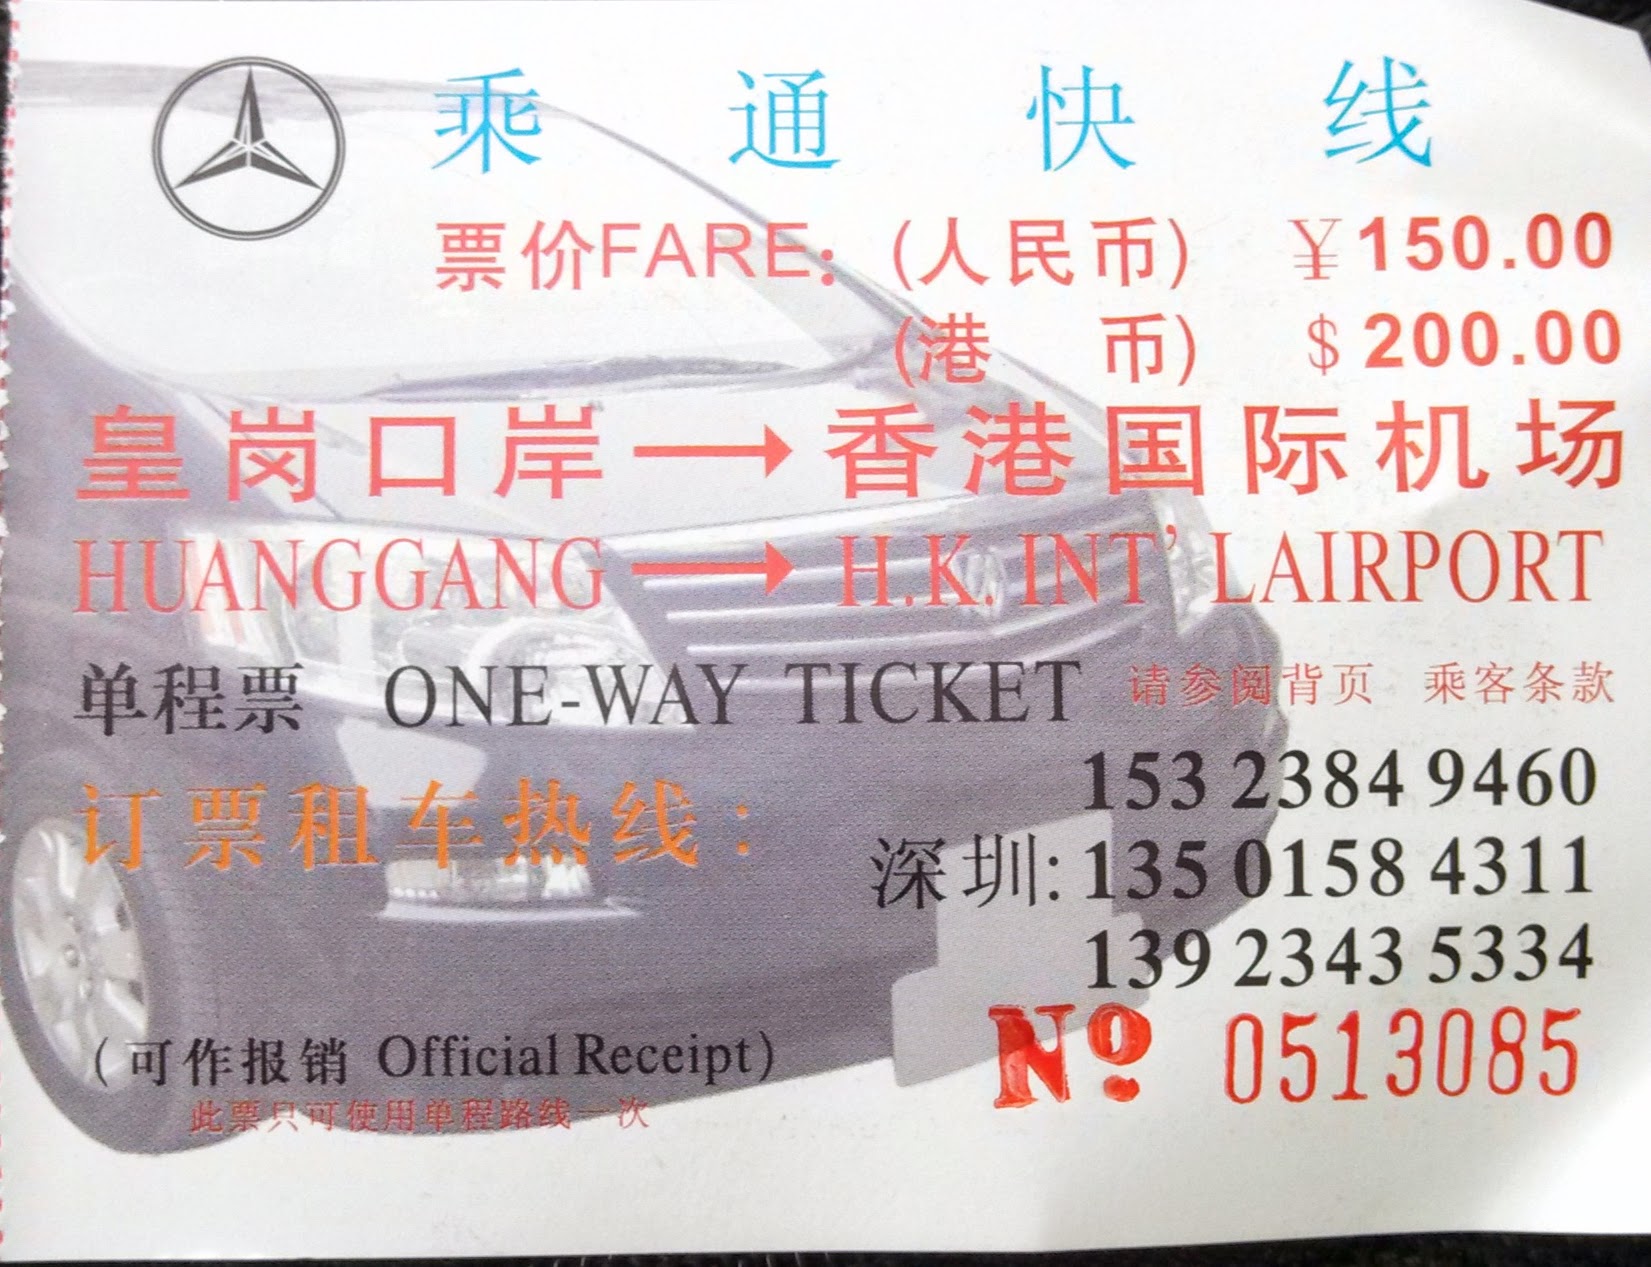 乘通快线
票价FARE: (人民币) ¥150.00
(港币) $200.00
皇岗口岸→香港国际机场
HUANGGANG→H.K. INT' LAIRPORT
单程票 ONE-WAY TICKET 请参阅背页 乘客条款
订票租车热线:
153 2384 9460
深圳: 135 0158 4311
139 2343 5334
(可作报销 Official Receipt)
Nº 0513085
此票只可使用单程路线一次